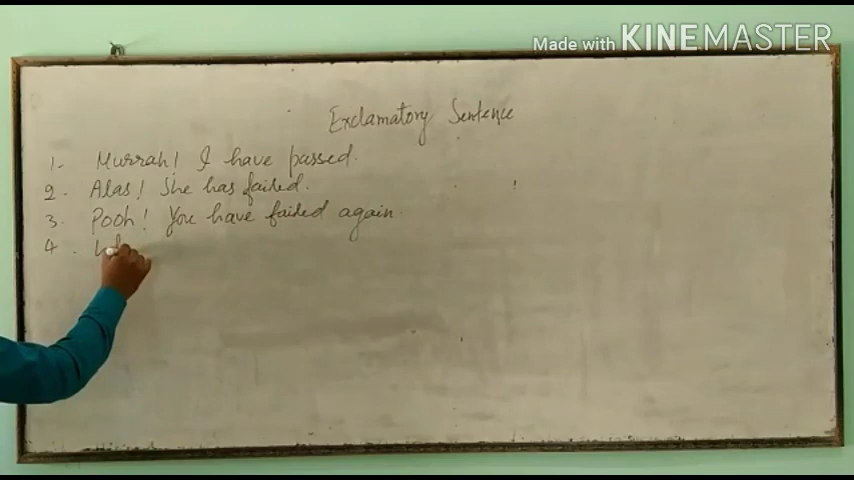 Made with KINEMASTER
Exclamatory Sentence
1. Hurrah! I have passed.
2. Alas! She has failed.
3. Pooh! You have failed again.
4.